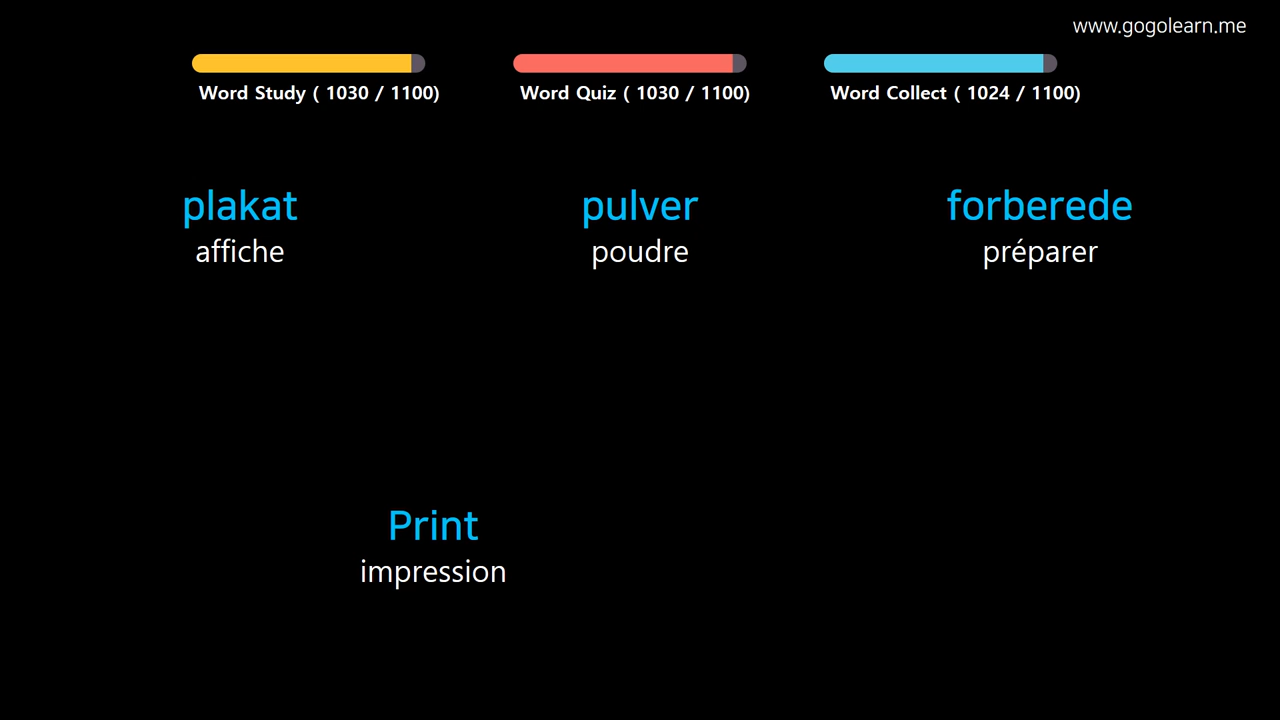 www.gogolearn.me
Word Study ( 1030 / 1100)
Word Quiz ( 1030 / 1100)
Word Collect ( 1024 / 1100)
plakat
affiche
pulver
poudre
forberede
préparer
Print
impression